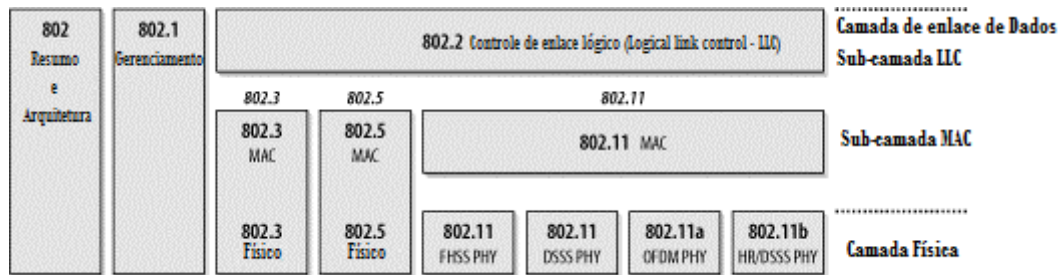 802
Resumo
e
Arquitetura
802.1
Gerenciamento
802.2 Controle de enlace lógico (Logical link control - LLC)
Camada de enlace de Dados
Sub-camada LLC
802.3
802.5
802.11
802.3
MAC
802.5
MAC
802.11 MAC
Sub-camada MAC
802.3
Físico
802.5
Físico
802.11
FHSS PHY
802.11
DSSS PHY
802.11a
OFDM PHY
802.11b
HR/DSSS PHY
Camada Física